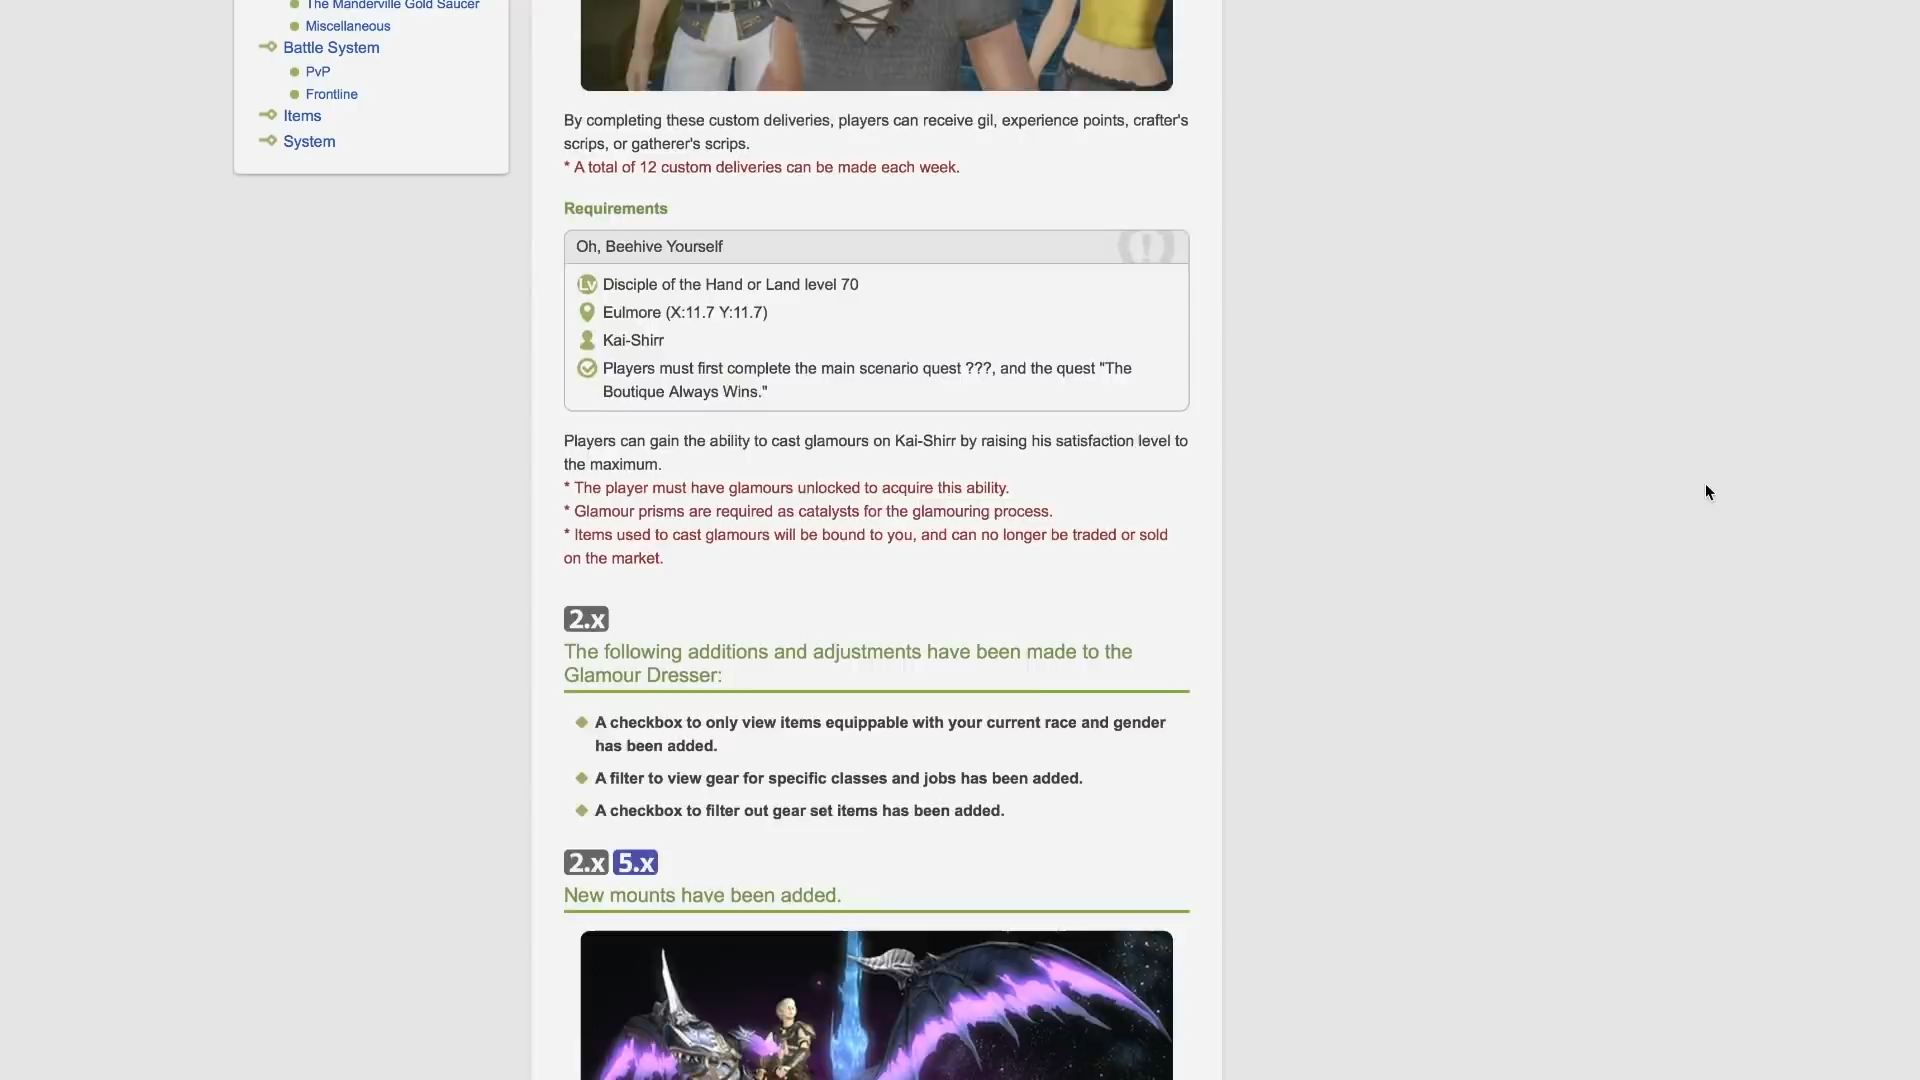 The Manderville Gold Saucer
Miscellaneous
Battle System
PvP
Frontline
Items
System
By completing these custom deliveries, players can receive gil, experience points, crafter's
scrips, or gatherer's scrips.
* A total of 12 custom deliveries can be made each week.
Requirements
Oh, Beehive Yourself
Lv Disciple of the Hand or Land level 70
Eulmore (X:11.7 Y:11.7)
Kai-Shirr
Players must first complete the main scenario quest ???, and the quest "The
Boutique Always Wins."
Players can gain the ability to cast glamours on Kai-Shirr by raising his satisfaction level to
the maximum.
* The player must have glamours unlocked to acquire this ability.
* Glamour prisms are required as catalysts for the glamouring process.
* Items used to cast glamours will be bound to you, and can no longer be traded or sold
on the market.
2.x
The following additions and adjustments have been made to the
Glamour Dresser:
A checkbox to only view items equippable with your current race and gender
has been added.
A filter to view gear for specific classes and jobs has been added.
A checkbox to filter out gear set items has been added.
2.x 5.x
New mounts have been added.